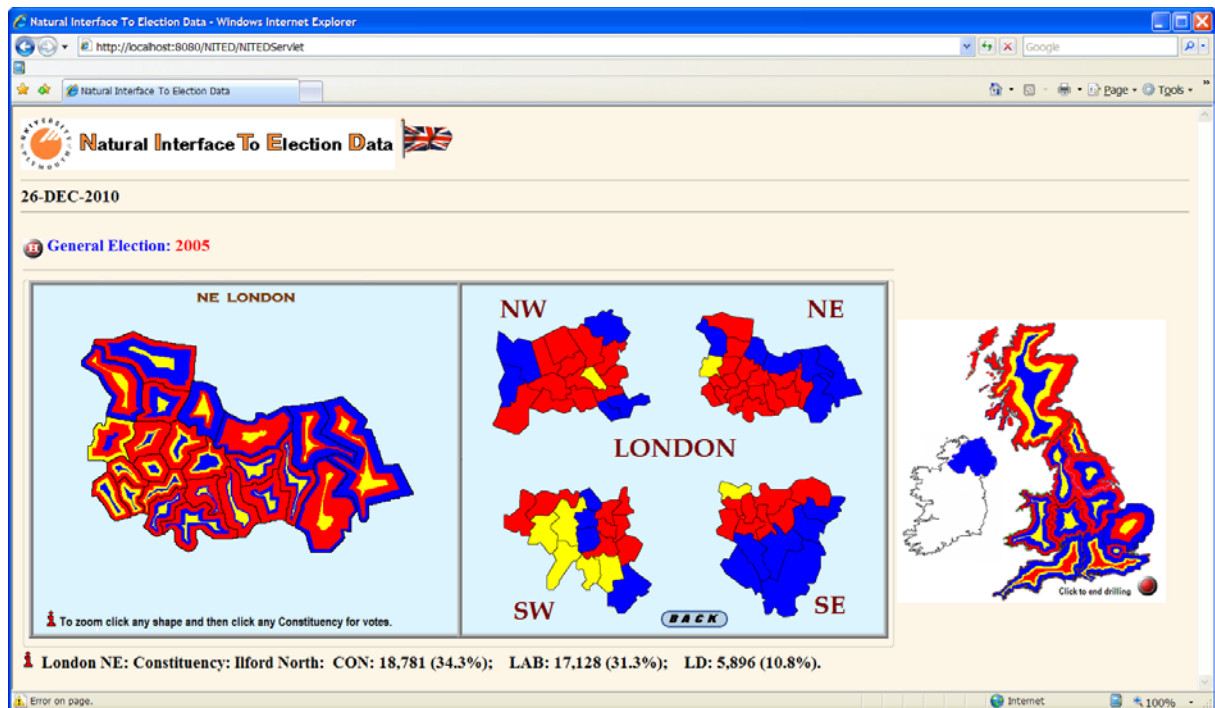 Natural Interface To Election Data - Windows Internet Explorer
http://localhost:8080/NITED/NITEDServlet
Google
Natural Interface To Election Data
Page
Tools
UNIVERSITY
PLYMOUTH
Natural Interface To Election Data
26-DEC-2010
H
General Election: 2005
NE LONDON
NW
NE
LONDON
SW
SE
BACK
Click to end drilling
i To zoom click any shape and then click any Constituency for votes.
i London NE: Constituency: Ilford North: CON: 18,781 (34.3%); LAB: 17,128 (31.3%); LD: 5,896 (10.8%).
Error on page.
Internet
100%